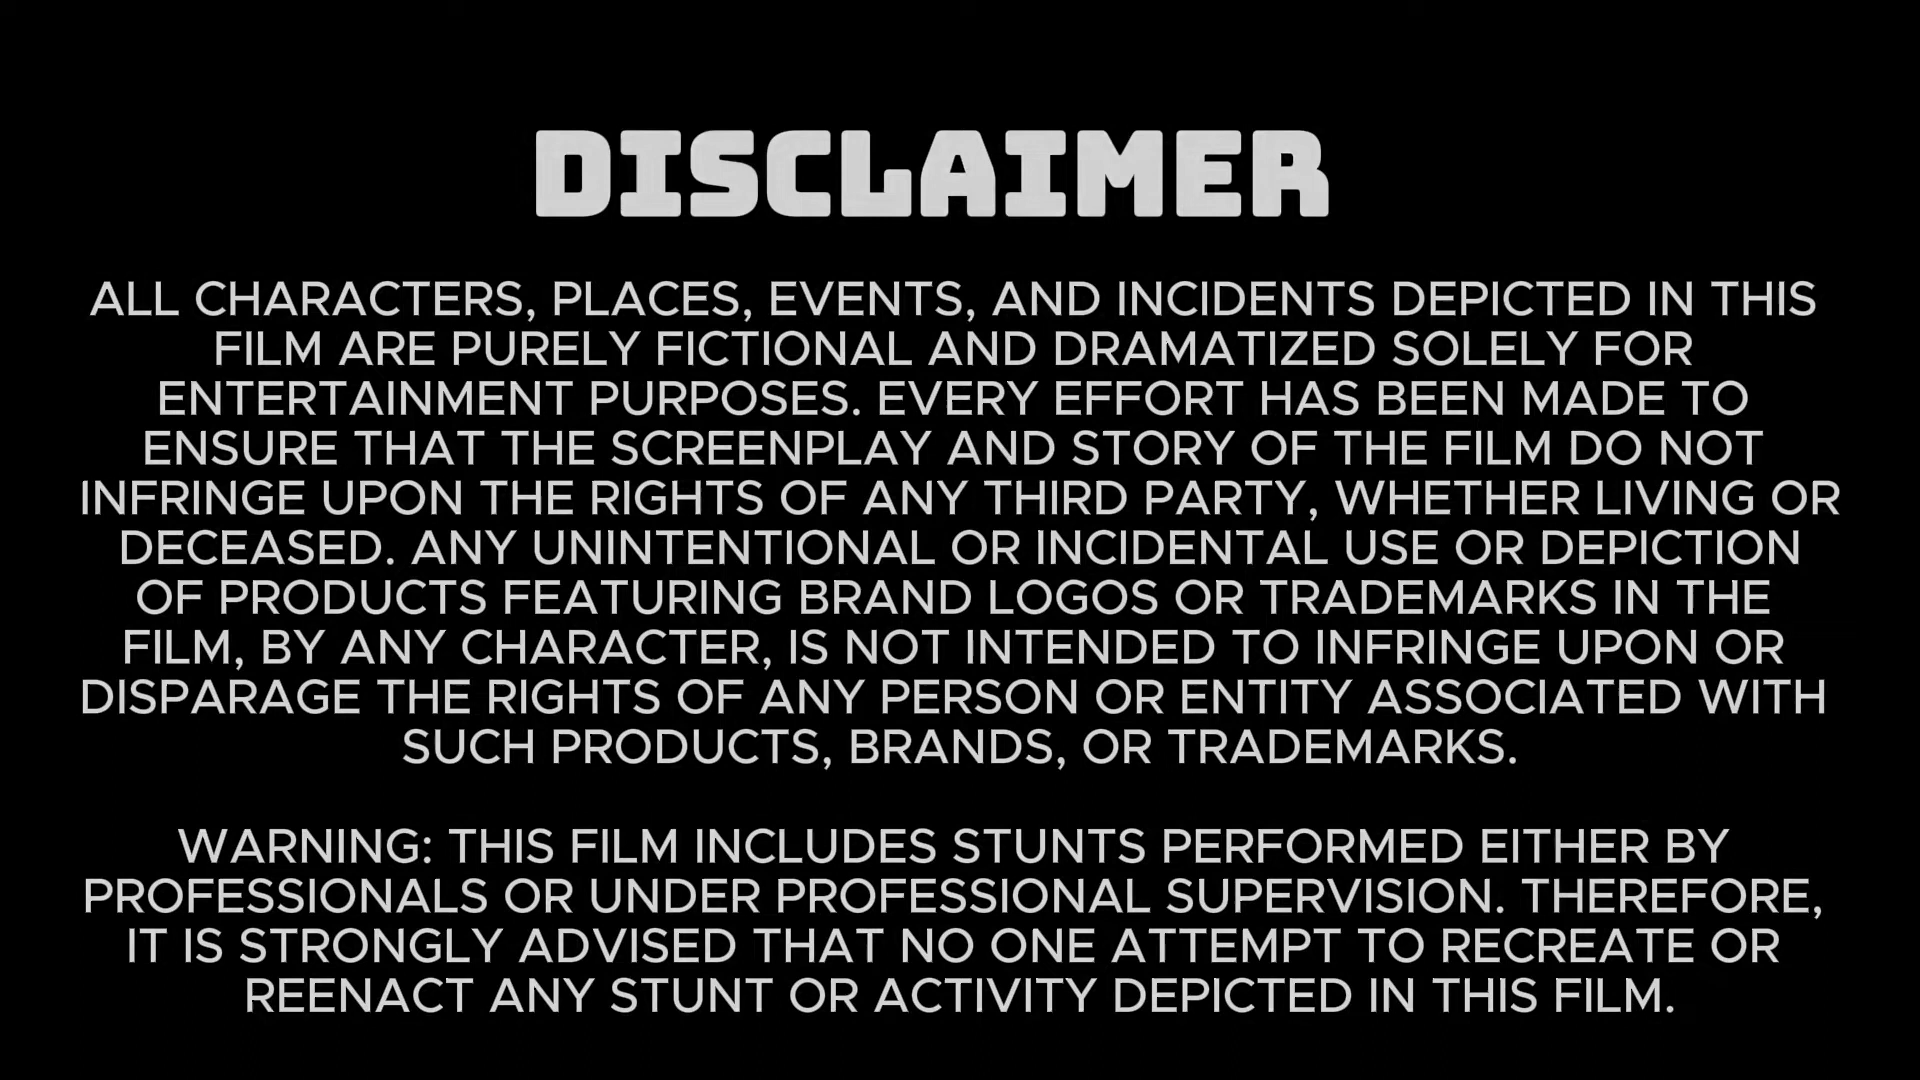 DISCLAIMER
ALL CHARACTERS, PLACES, EVENTS, AND INCIDENTS DEPICTED IN THIS
FILM ARE PURELY FICTIONAL AND DRAMATIZED SOLELY FOR
ENTERTAINMENT PURPOSES. EVERY EFFORT HAS BEEN MADE TO
ENSURE THAT THE SCREENPLAY AND STORY OF THE FILM DO NOT
INFRINGE UPON THE RIGHTS OF ANY THIRD PARTY, WHETHER LIVING OR
DECEASED. ANY UNINTENTIONAL OR INCIDENTAL USE OR DEPICTION
OF PRODUCTS FEATURING BRAND LOGOS OR TRADEMARKS IN THE
FILM, BY ANY CHARACTER, IS NOT INTENDED TO INFRINGE UPON OR
DISPARAGE THE RIGHTS OF ANY PERSON OR ENTITY ASSOCIATED WITH
SUCH PRODUCTS, BRANDS, OR TRADEMARKS.
WARNING: THIS FILM INCLUDES STUNTS PERFORMED EITHER BY
PROFESSIONALS OR UNDER PROFESSIONAL SUPERVISION. THEREFORE,
IT IS STRONGLY ADVISED THAT NO ONE ATTEMPT TO RECREATE OR
REENACT ANY STUNT OR ACTIVITY DEPICTED IN THIS FILM.